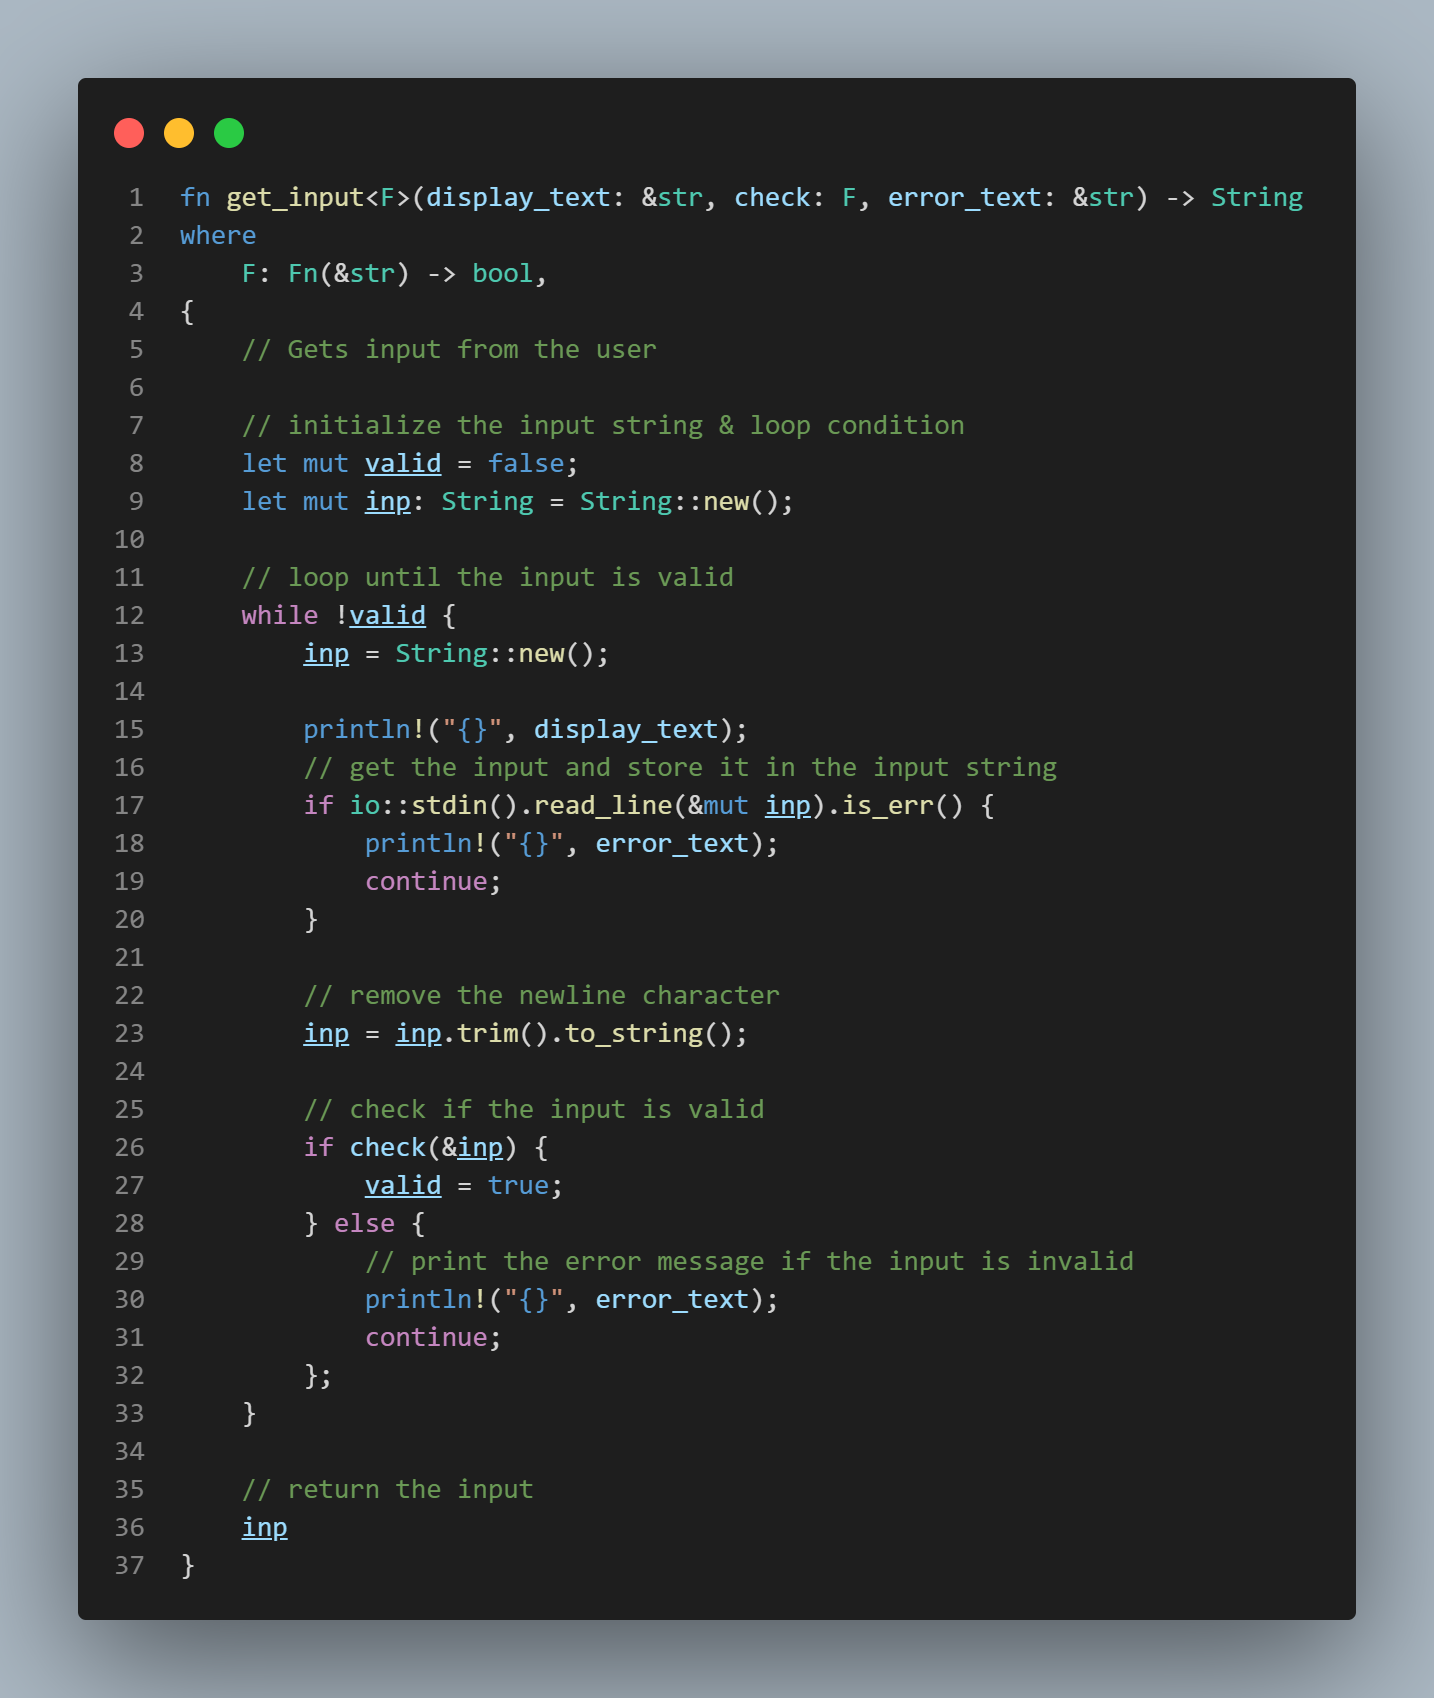 1 fn get_input<F>(display_text: &str, check: F, error_text: &str) -> String
2 where
3     F: Fn(&str) -> bool,
4 {
5     // Gets input from the user
6
7     // initialize the input string & loop condition
8     let mut valid = false;
9     let mut inp: String = String::new();
10
11     // loop until the input is valid
12     while !valid {
13         inp = String::new();
14
15         println!("{}", display_text);
16         // get the input and store it in the input string
17         if io::stdin().read_line(&mut inp).is_err() {
18             println!("{}", error_text);
19             continue;
20         }
21
22         // remove the newline character
23         inp = inp.trim().to_string();
24
25         // check if the input is valid
26         if check(&inp) {
27             valid = true;
28         } else {
29             // print the error message if the input is invalid
30             println!("{}", error_text);
31             continue;
32         };
33     }
34
35     // return the input
36     inp
37 }